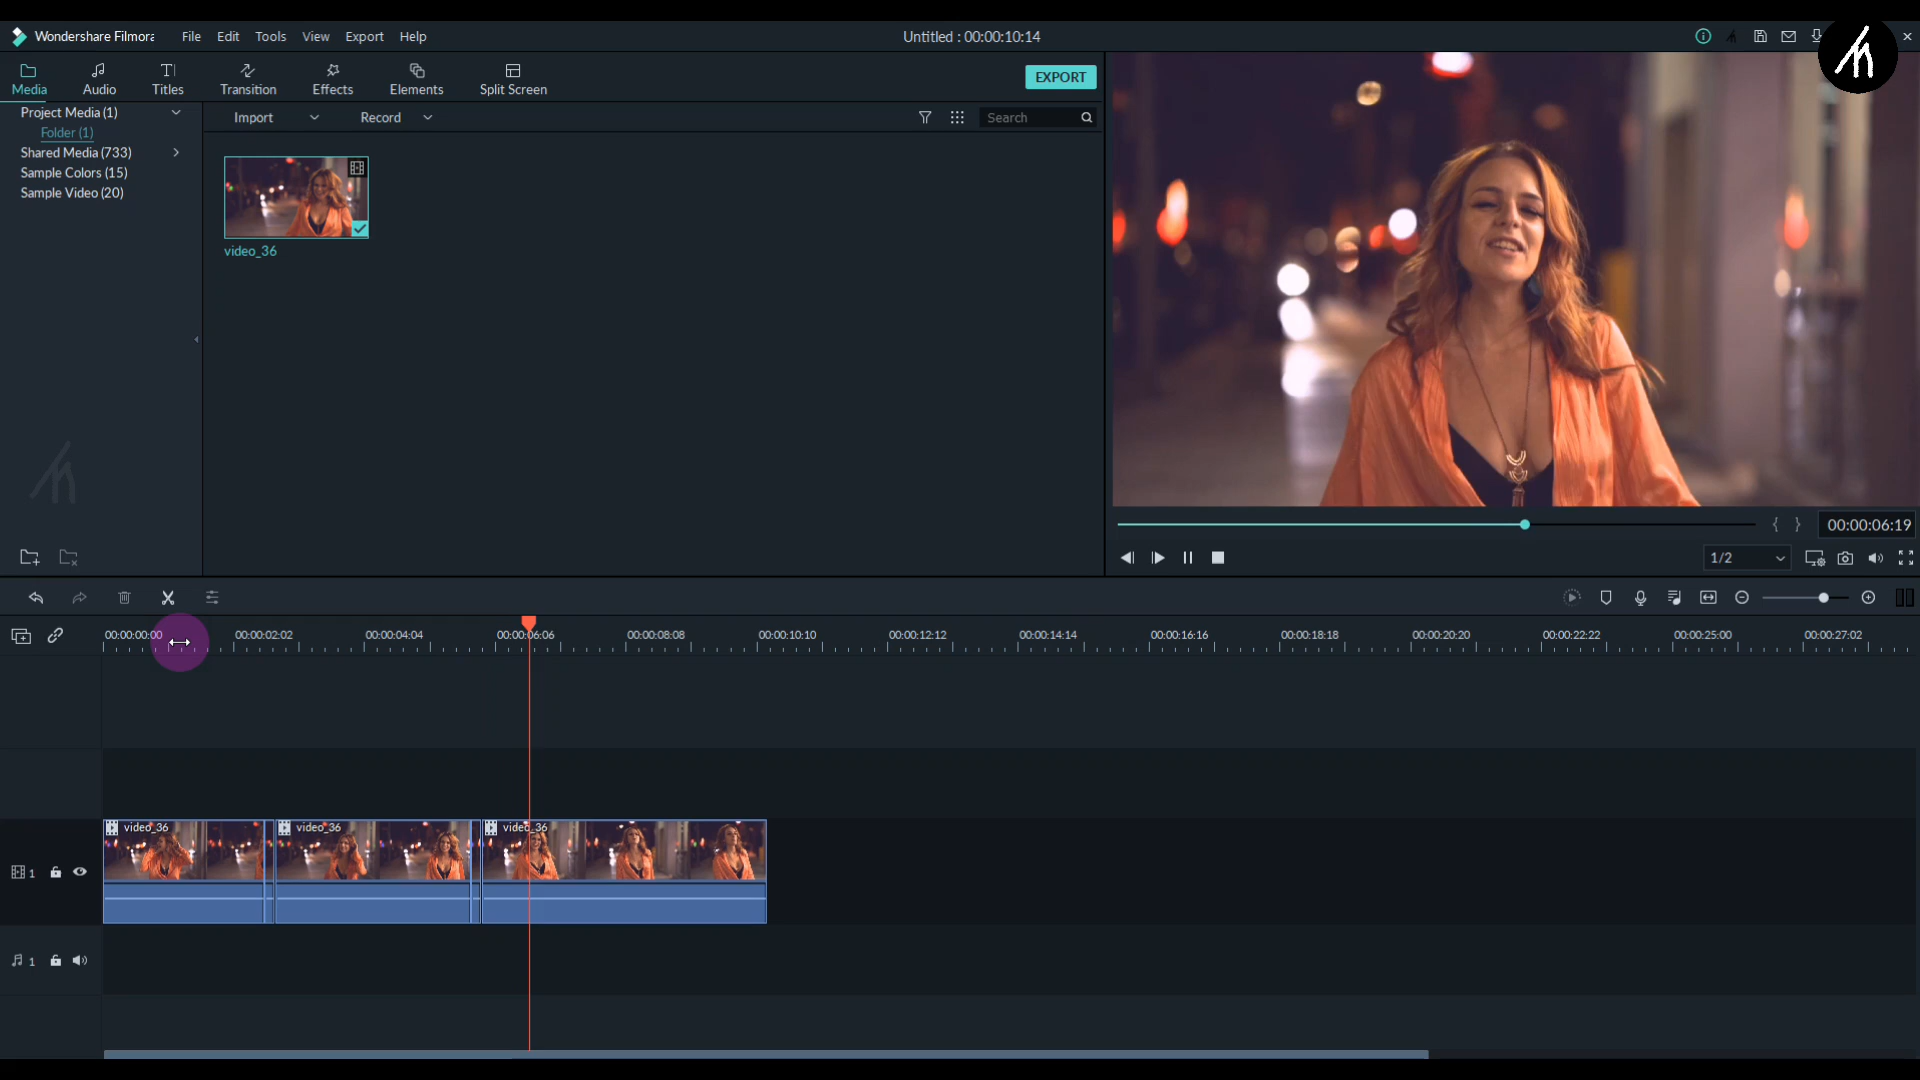 Wondershare Filmora File Edit Tools View Export Help
Untitled : 00:00:10:14
Media Audio Titles Transition Effects Elements Split Screen
EXPORT
Project Media (1)
Folder (1)
Shared Media (733)
Sample Colors (15)
Sample Video (20)
Import Record
Search
video_36
00:00:06:19
1/2
00:00:00:00 00:00:02:02 00:00:04:04 00:00:06:06 00:00:08:08 00:00:10:10 00:00:12:12 00:00:14:14 00:00:16:16 00:00:18:18 00:00:20:20 00:00:22:22 00:00:25:00 00:00:27:02
video_36 video_36 video_36
1
1